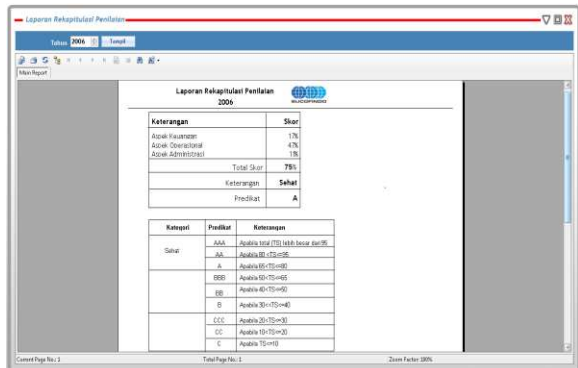 Laporan Rekapitulasi Penilaian
Tahun 2006 Tampil
Main Report
Laporan Rekapitulasi Penilaian
2006
SUCOFINDO
Keterangan Skor
Aspek Keuangan 17%
Aspek Operasional 47%
Aspek Administrasi
Total Skor 75%
Keterangan Sehat
Predikat A
Kategori Predikat Keterangan
Sehat
AAA Apabila total (TS) lebih besar dari 95
AA Apabila 80 <TS<=95
A Apabila 65<TS<=80
BBB Apabila 50<TS<=65
BB Apabila 40<TS<=50
B Apabila 30<<TS<=40
CCC Apabila 20<TS<=30
CC Apabila 10<TS<=20
C Apabila TS<=10
Current Page No.: 1 Total Page No.: 1 Zoom Factor: 100%